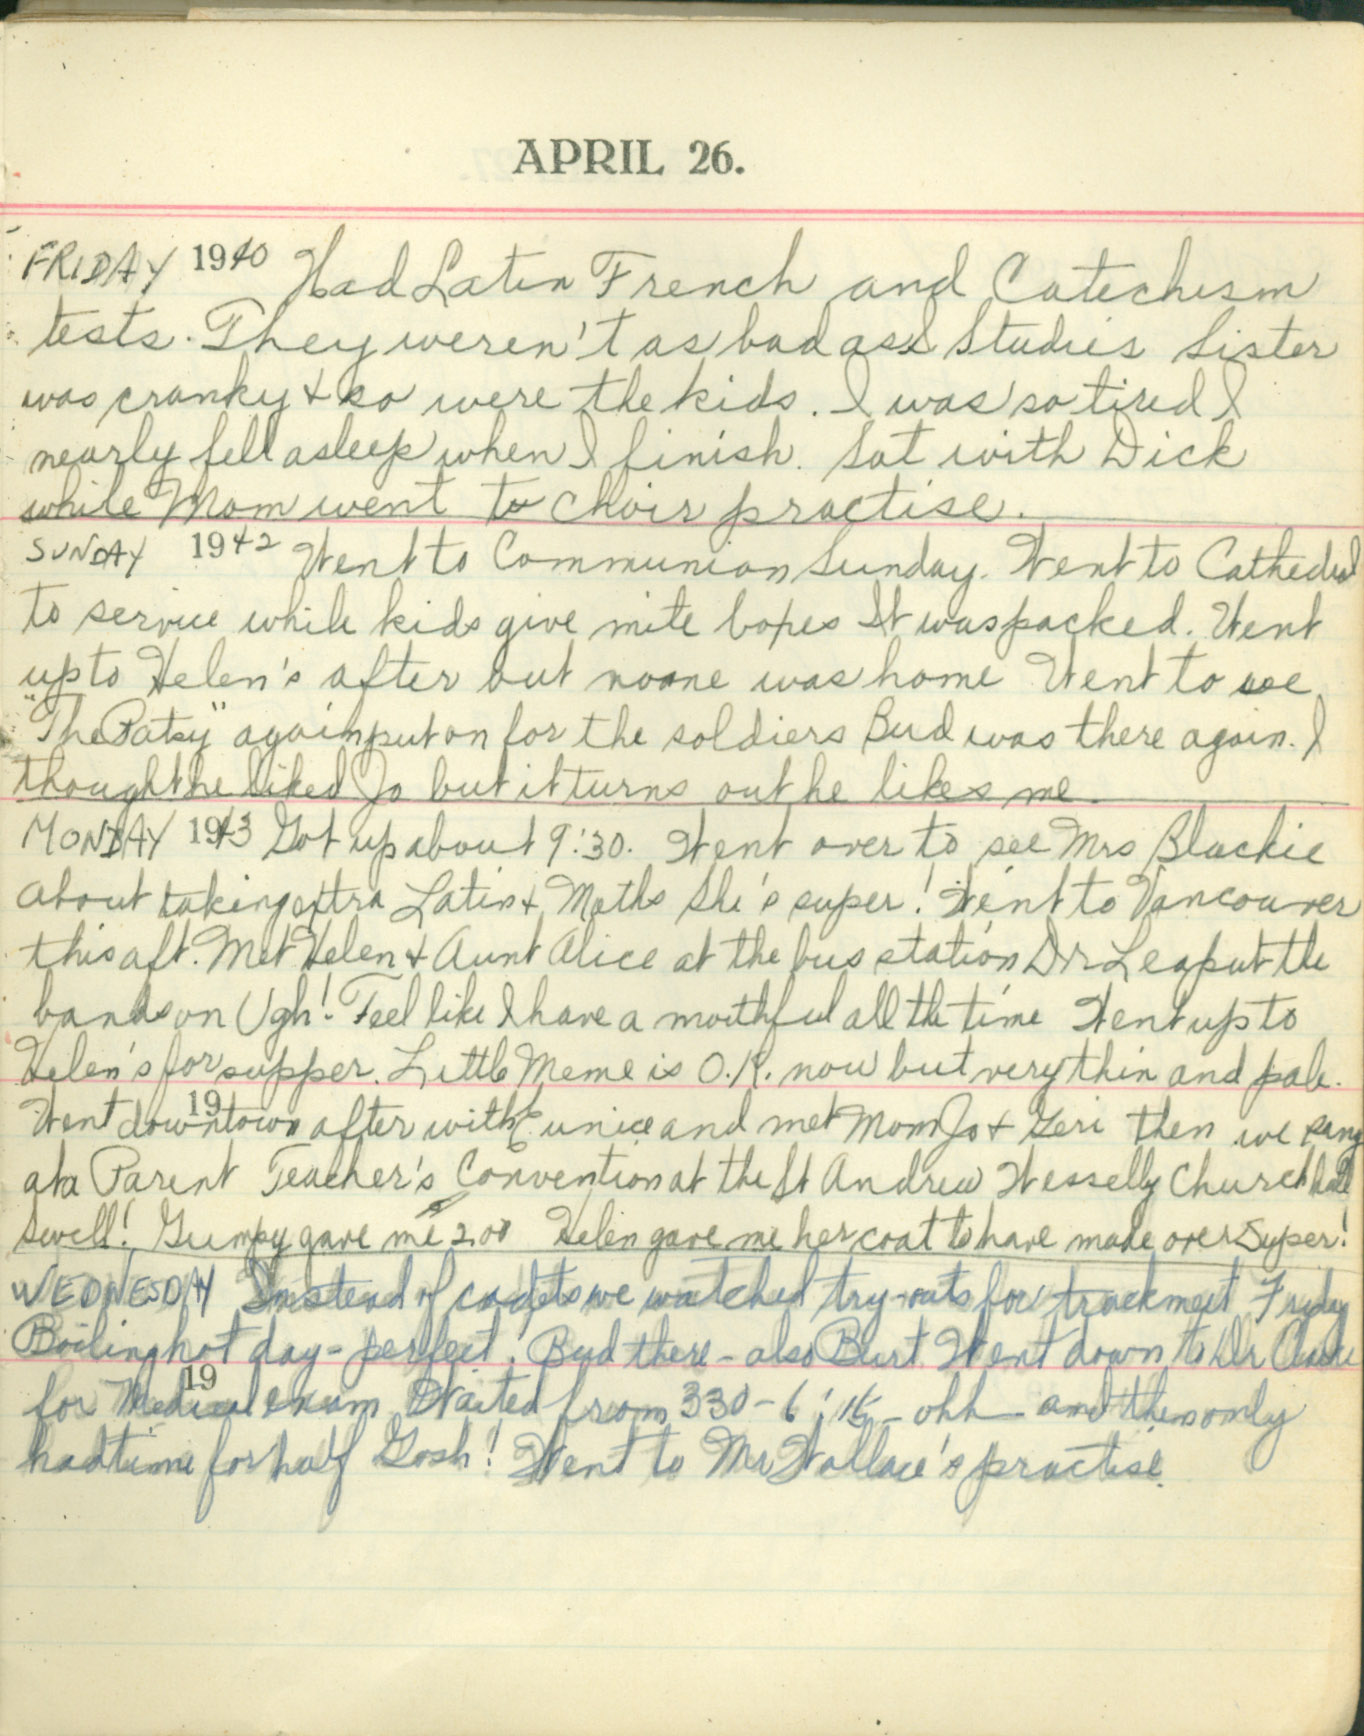 APRIL 26.
FRIDAY 1940 Had Latin French and Catechism
tests. They weren't as bad as I Studies Sister
was cranky & so were the kids. I was so tired I
nearly fell asleep when I finish. Sat with Dick
while Mom went to choir practise.
SUNDAY 1942 Went to Communion Sunday. Went to Cathedral
to service while kids give mite boxes It was packed. Went
up to Helen's after but noone was home Went to see
"The Patsy" again put on for the soldiers Bud was there again. I
thought he liked Jo but it turns out he likes me.
MONDAY 1943 Got up about 9:30. Went over to see Mrs Blackie
about taking extra Latin & Maths She's super! Went to Vancouver
this aft. Met Helen & Aunt Alice at the bus station Dr Leaput the
bands on Ugh! Feel like I have a mouthful all the time Went up to
Helen's for supper. Little Meme is O.K. now but very thin and pale.
19
Went downtown after with Eunice and met Mom Jo & Geri then we sang
at a Parent Teacher's Convention at the St Andrew Wesselly Church hall
Swell! Gumpy gave me 2.00 Helen gave me her coat to have made over Super!
WEDNESDAY Instead of cadets we watched try-outs for trackmeet Friday
Boiling hot day - perfect. Bud there - also Burt Went down to Dr
19
for Medical exam Waited from 330 - 6:15 - ohh - and then only
had time for half Gosh! Went to Mr Wallace's practise.